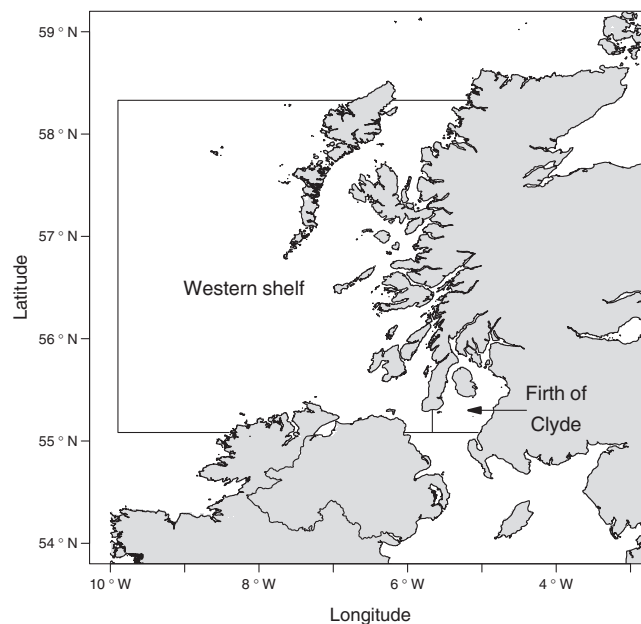 59° N
58° N
57° N
56° N
55° N
54° N
Latitude
Western shelf
Firth of
Clyde
10° W
8° W
6° W
4° W
Longitude